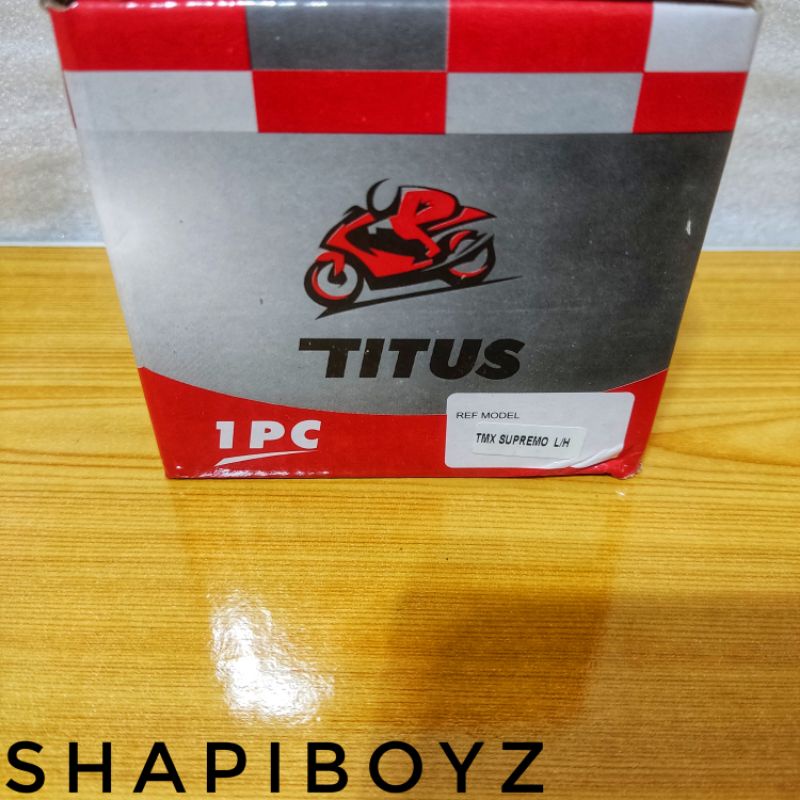 TITUS
1PC
REF MODEL
TMX SUPREMO L/H
SHAPIBOYZ